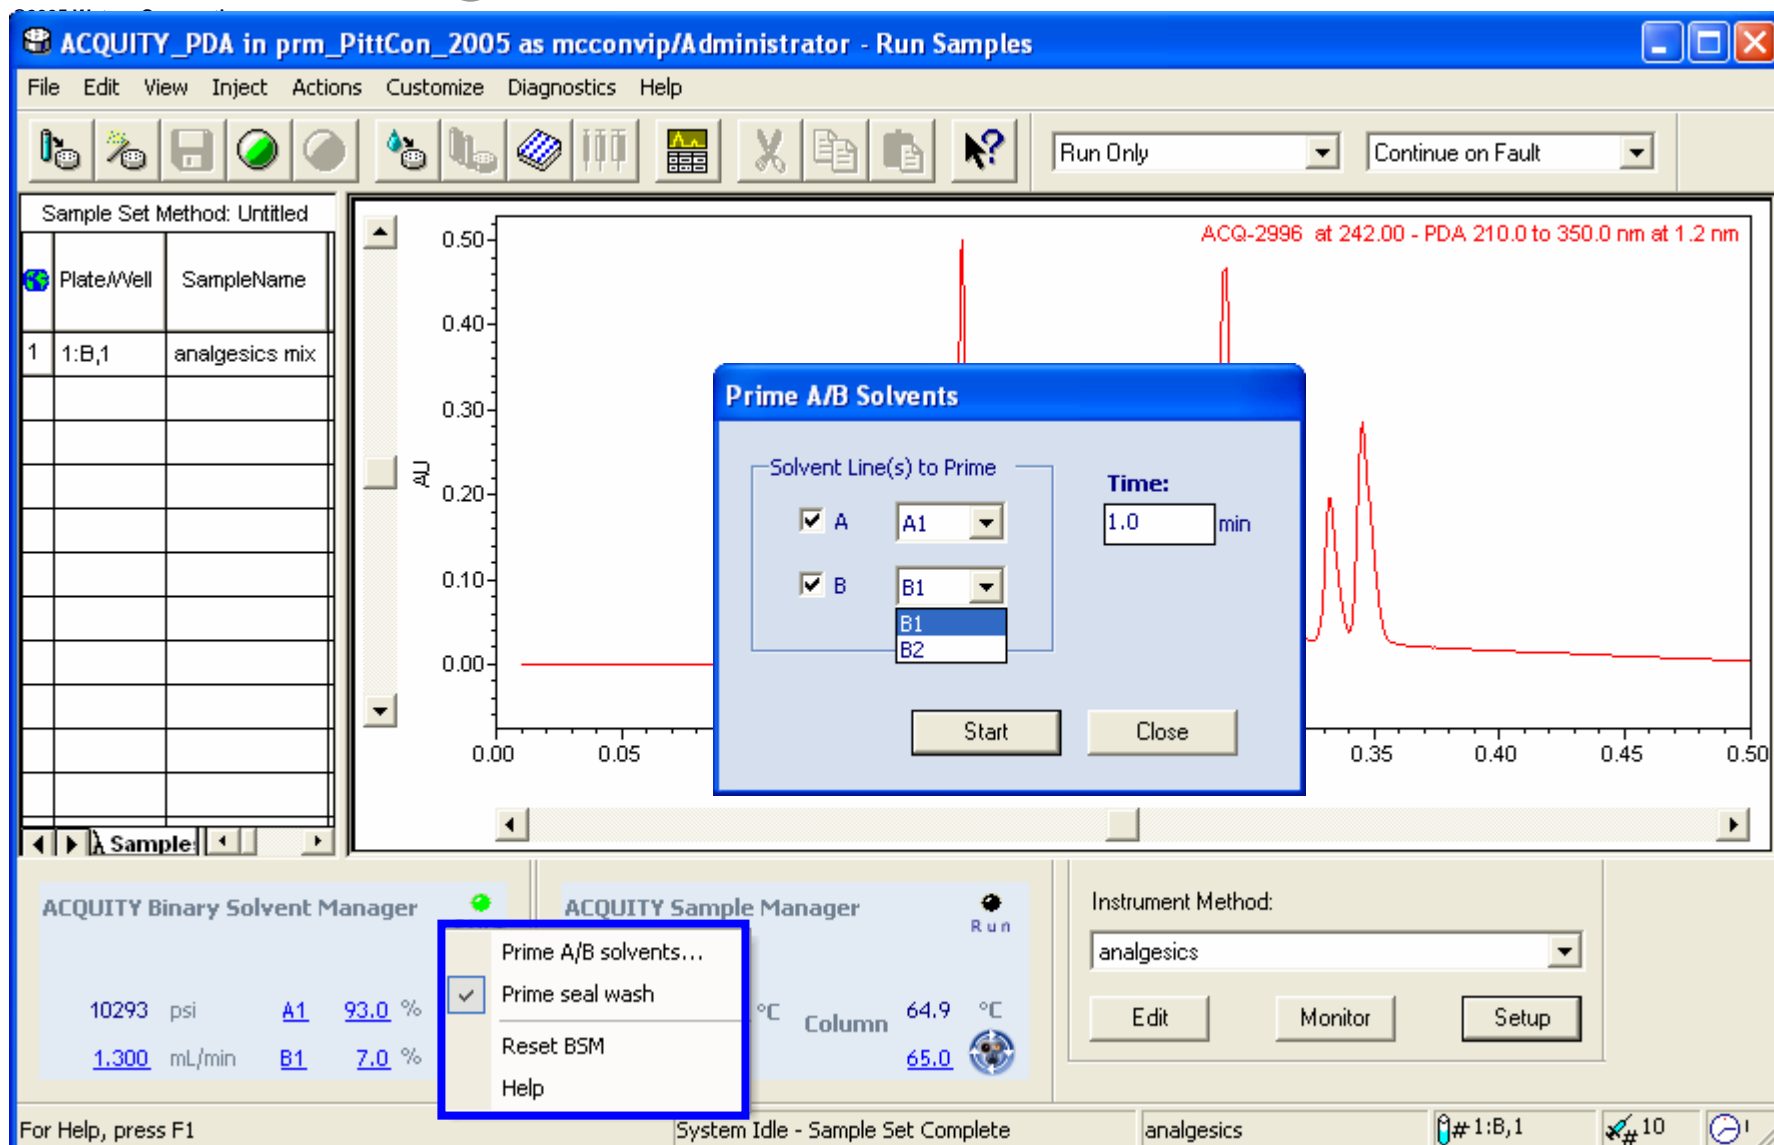 ACQUITY_PDA in prm_PittCon_2005 as mcconvip/Administrator - Run Samples
File Edit View Inject Actions Customize Diagnostics Help
Run Only
Continue on Fault
Sample Set Method: Untitled
Plate/Well SampleName
1 1:B,1 analgesics mix
Sample
ACQ-2996 at 242.00 - PDA 210.0 to 350.0 nm at 1.2 nm
AU
0.50
0.40
0.30
0.20
0.10
0.00
0.00 0.05 0.35 0.40 0.45 0.50
Prime A/B Solvents
Solvent Line(s) to Prime
A A1
B B1
B1
B2
Time:
1.0 min
Start Close
ACQUITY Binary Solvent Manager
10293 psi A1 93.0 %
1.300 mL/min B1 7.0 %
Prime A/B solvents...
Prime seal wash
Reset BSM
Help
ACQUITY Sample Manager
Run
°C Column 64.9 °C
65.0
Instrument Method:
analgesics
Edit Monitor Setup
For Help, press F1
System Idle - Sample Set Complete
analgesics
# 1:B,1
# 10